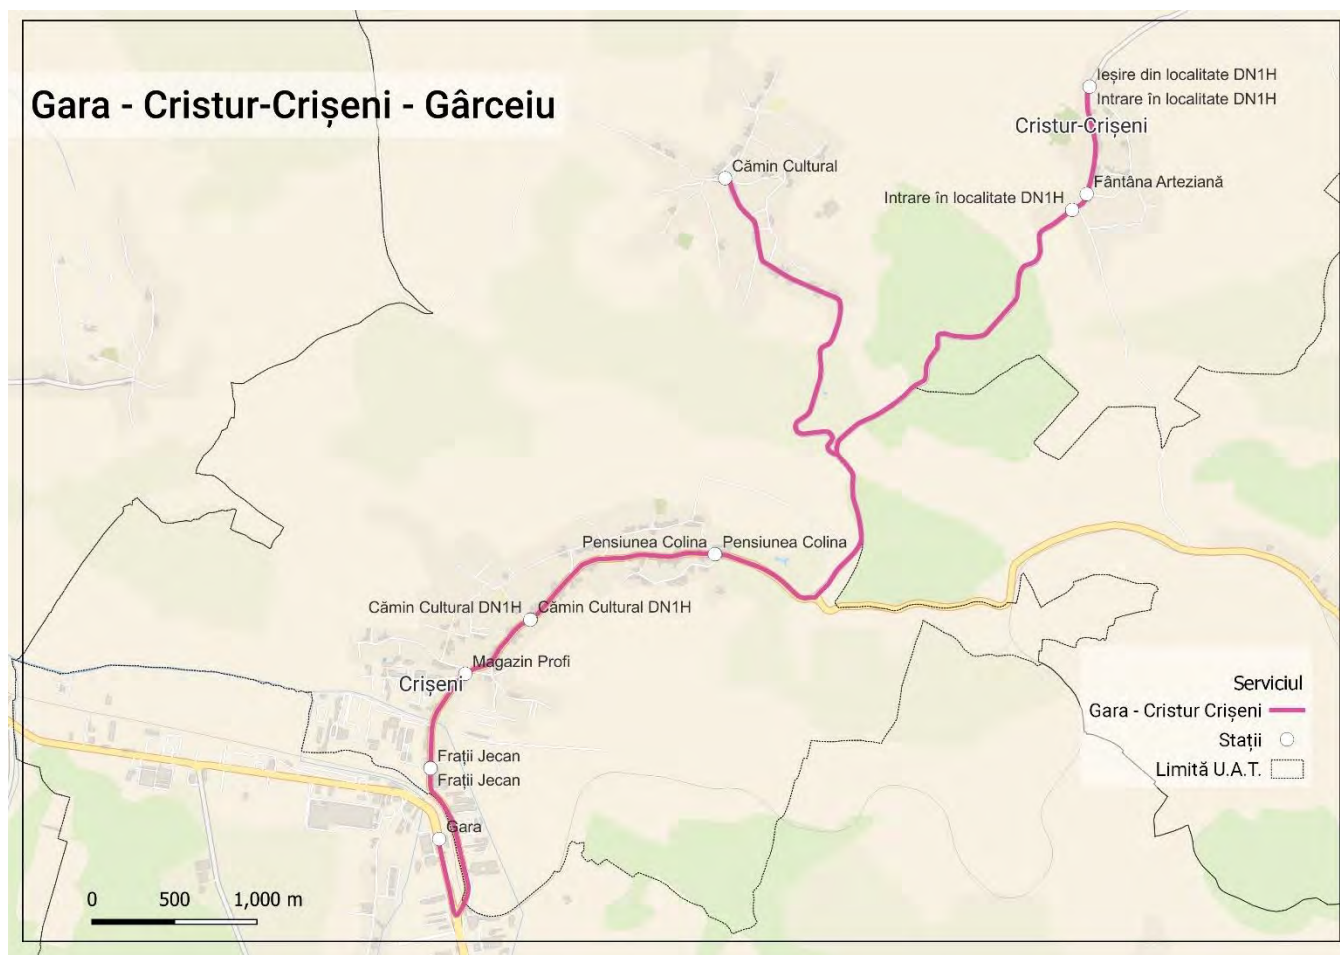 Gara - Cristur-Crișeni - Gârceiu
Ieșire din localitate DN1H
Intrare în localitate DN1H
Cristur-Crișeni
Cămin Cultural
Fântâna Arteziană
Intrare în localitate DN1H
Pensiunea Colina
Pensiunea Colina
Cămin Cultural DN1H
Cămin Cultural DN1H
Magazin Profi
Crișeni
Frații Jecan
Frații Jecan
Gara
Serviciul
Gara - Cristur Crișeni
Stații
Limită U.A.T.
0 500 1,000 m